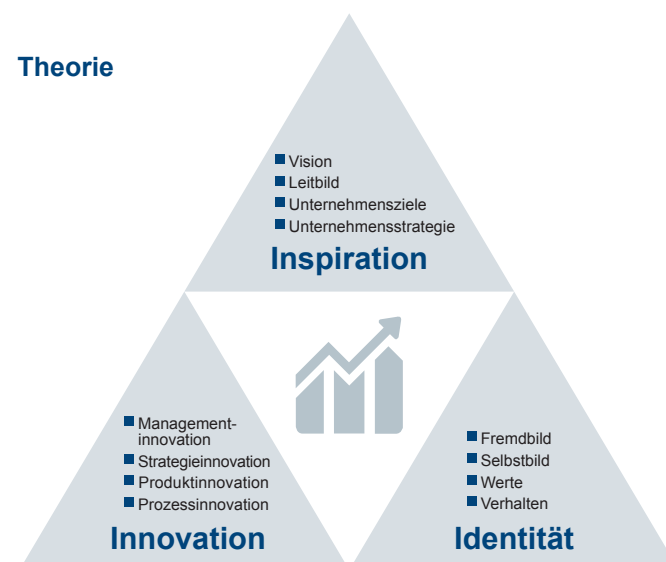 Theorie
Vision
Leitbild
Unternehmensziele
Unternehmensstrategie
Inspiration
Management-
innovation
Strategieinnovation
Produktinnovation
Prozessinnovation
Innovation
Fremdbild
Selbstbild
Werte
Verhalten
Identität